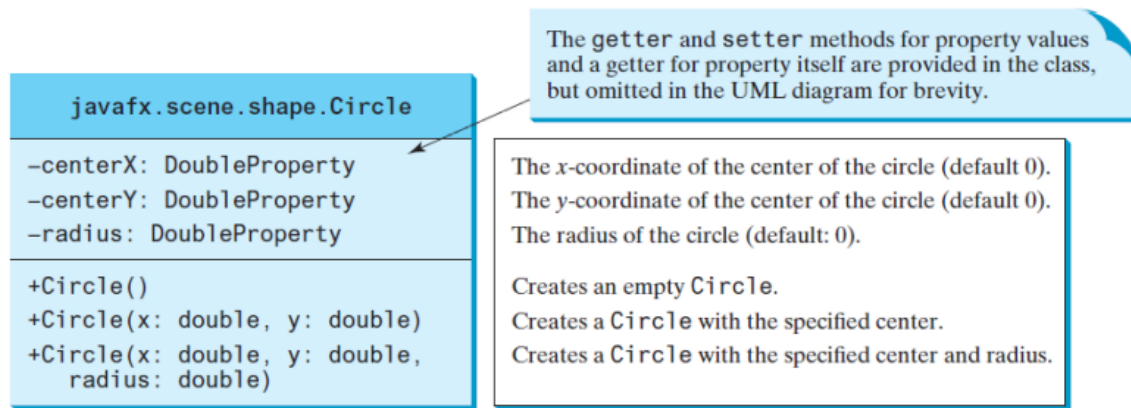 The getter and setter methods for property values
and a getter for property itself are provided in the class,
but omitted in the UML diagram for brevity.
javafx.scene.shape.Circle
–centerX: DoubleProperty
–centerY: DoubleProperty
–radius: DoubleProperty
The x-coordinate of the center of the circle (default 0).
The y-coordinate of the center of the circle (default 0).
The radius of the circle (default: 0).
+Circle()
+Circle(x: double, y: double)
+Circle(x: double, y: double,
radius: double)
Creates an empty Circle.
Creates a Circle with the specified center.
Creates a Circle with the specified center and radius.